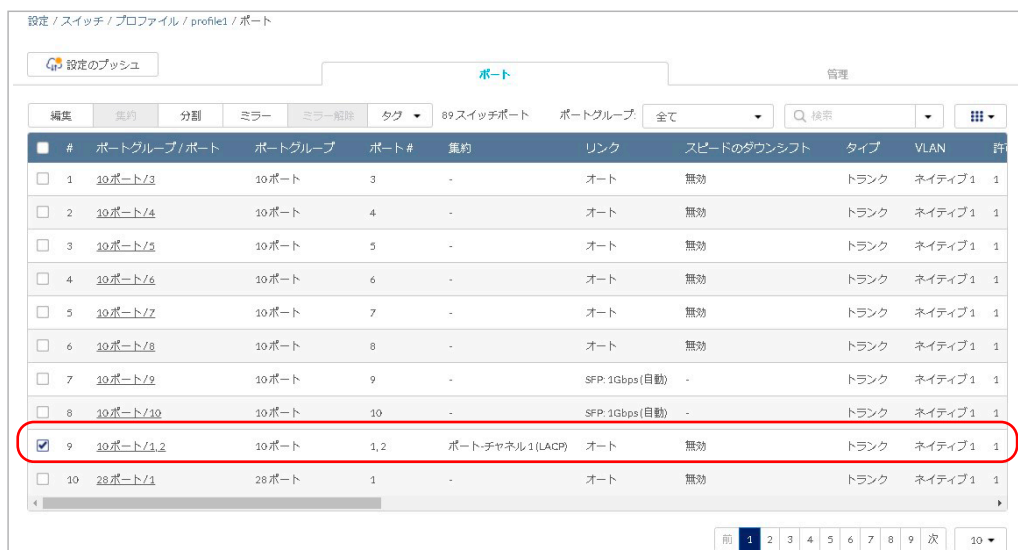 設定 / スイッチ / プロファイル / profile1 / ポート
設定のプッシュ
ポート 管理
編集 集約 分割 ミラー ミラー解除 タグ 89 スイッチポート ポートグループ: 全て 検索
# ポートグループ / ポート ポートグループ ポート # 集約 リンク スピードのダウンシフト タイプ VLAN 許可
1 10ポート/3 10ポート 3 - オート 無効 トランク ネイティブ 1 1
2 10ポート/4 10ポート 4 - オート 無効 トランク ネイティブ 1 1
3 10ポート/5 10ポート 5 - オート 無効 トランク ネイティブ 1 1
4 10ポート/6 10ポート 6 - オート 無効 トランク ネイティブ 1 1
5 10ポート/7 10ポート 7 - オート 無効 トランク ネイティブ 1 1
6 10ポート/8 10ポート 8 - オート 無効 トランク ネイティブ 1 1
7 10ポート/9 10ポート 9 - SFP: 1Gbps (自動) - トランク ネイティブ 1 1
8 10ポート/10 10ポート 10 - SFP: 1Gbps (自動) - トランク ネイティブ 1 1
9 10ポート/1, 2 10ポート 1, 2 ポート-チャネル 1 (LACP) オート 無効 トランク ネイティブ 1 1
10 28ポート/1 28ポート 1 - オート 無効 トランク ネイティブ 1 1
前 1 2 3 4 5 6 7 8 9 次 10